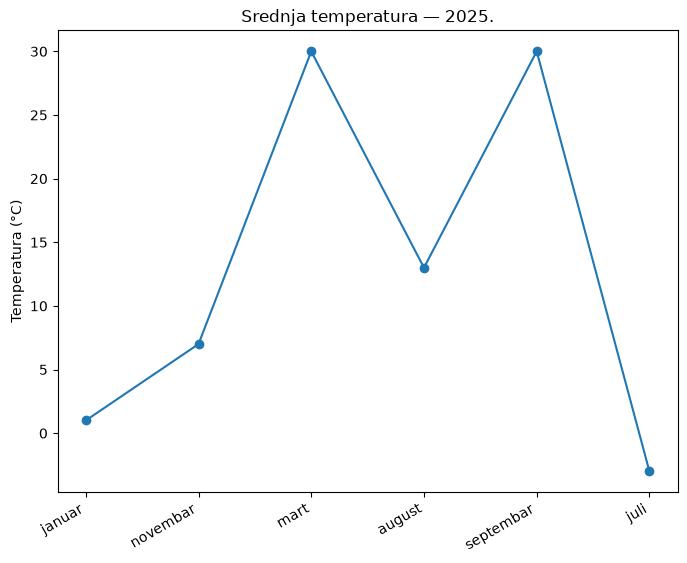 Srednja temperatura — 2025.
Temperatura (°C)
30
25
20
15
10
5
0
januar
novembar
mart
august
septembar
juli